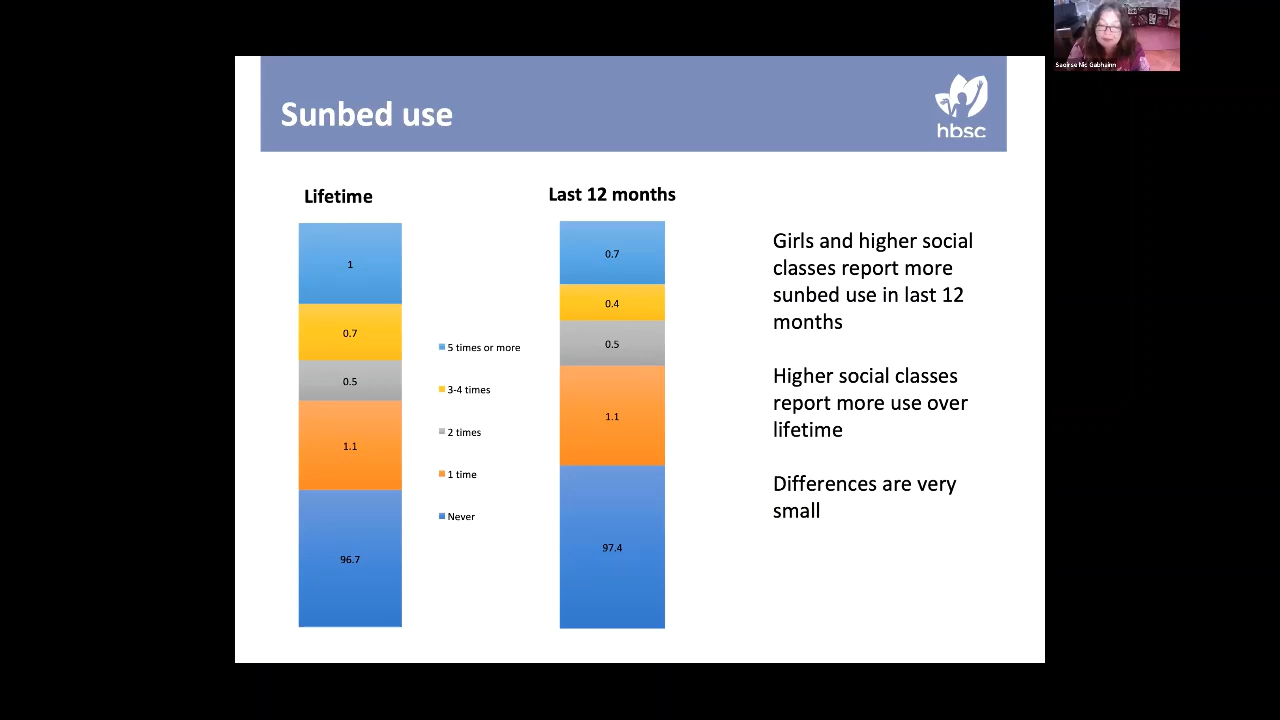 Saoirse Nic Gabhainn
Sunbed use
hbsc
Lifetime
1
0.7
0.5
1.1
96.7
5 times or more
3-4 times
2 times
1 time
Never
Last 12 months
0.7
0.4
0.5
1.1
97.4
Girls and higher social
classes report more
sunbed use in last 12
months
Higher social classes
report more use over
lifetime
Differences are very
small